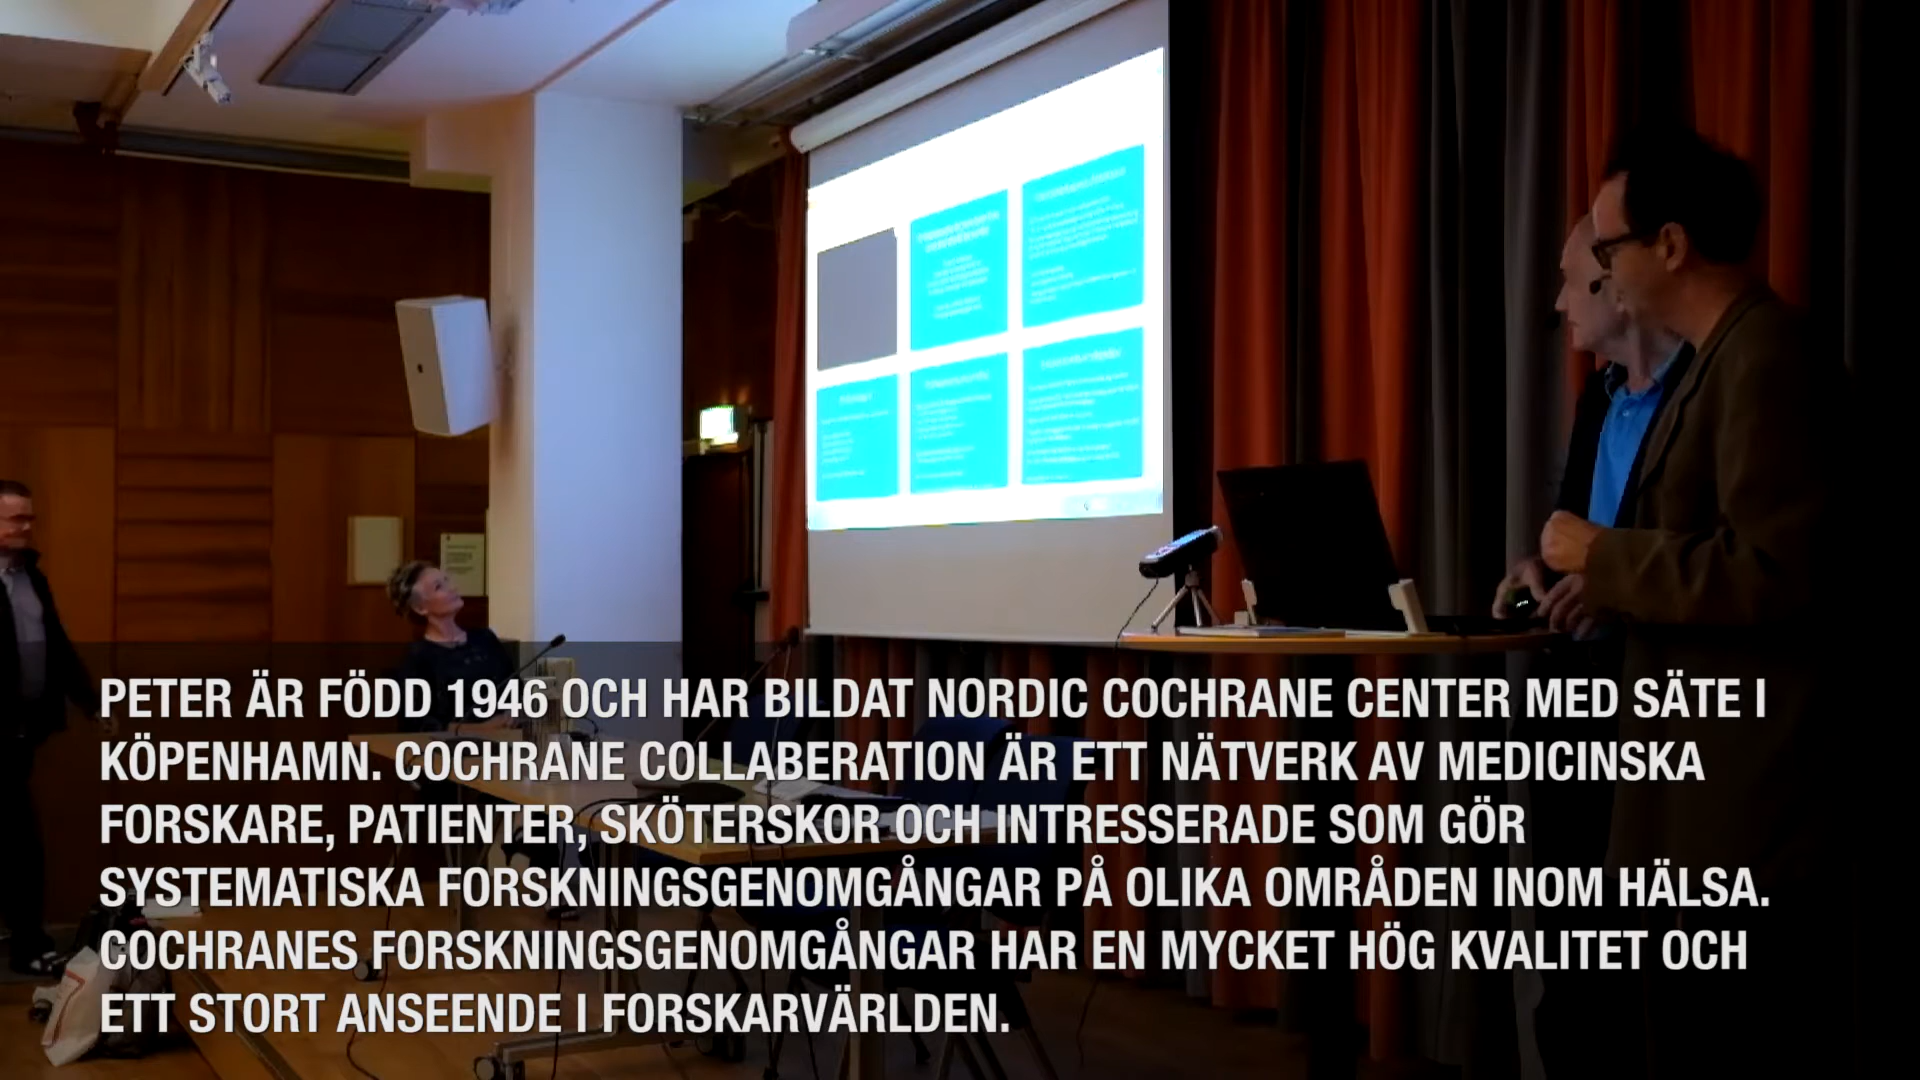 PETER ÄR FÖDD 1946 OCH HAR BILDAT NORDIC COCHRANE CENTER MED SÄTE I
KÖPENHAMN. COCHRANE COLLABERATION ÄR ETT NÄTVERK AV MEDICINSKA
FORSKARE, PATIENTER, SKÖTERSKOR OCH INTRESSERADE SOM GÖR
SYSTEMATISKA FORSKNINGSGENOMGÅNGAR PÅ OLIKA OMRÅDEN INOM HÄLSA.
COCHRANES FORSKNINGSGENOMGÅNGAR HAR EN MYCKET HÖG KVALITET OCH
ETT STORT ANSEENDE I FORSKARVÄRLDEN.